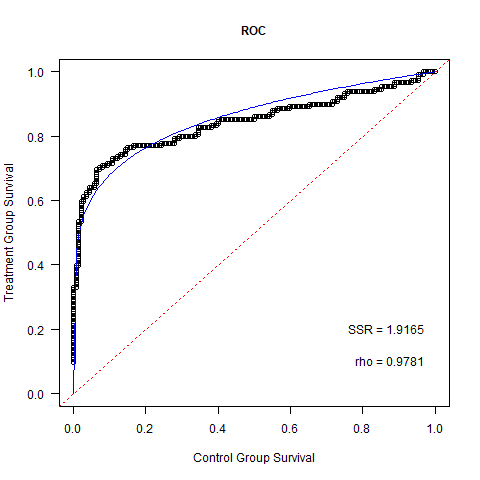 ROC
Treatment Group Survival
1.0
0.8
0.6
0.4
0.2
0.0
SSR = 1.9165
rho = 0.9781
0.0 0.2 0.4 0.6 0.8 1.0
Control Group Survival